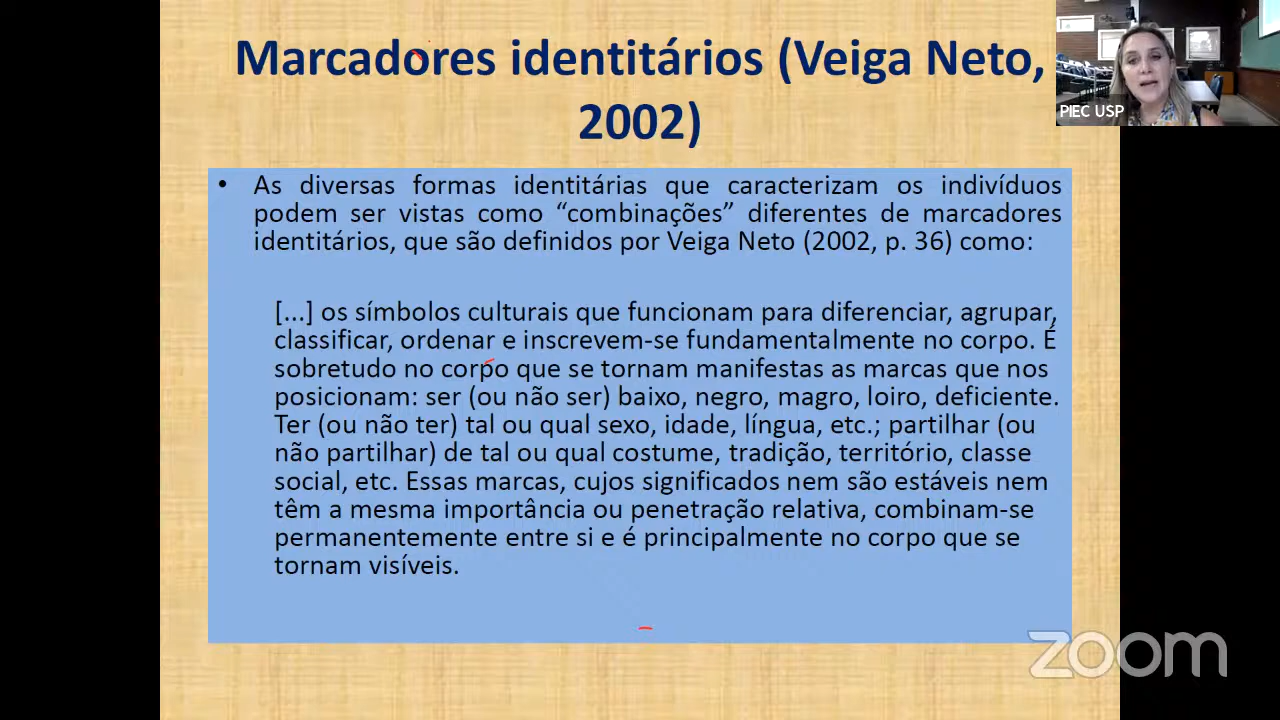 Marcadores identitários (Veiga Neto,
2002)
PIEC USP
• As diversas formas identitárias que caracterizam os indivíduos
podem ser vistas como “combinações” diferentes de marcadores
identitários, que são definidos por Veiga Neto (2002, p. 36) como:
[...] os símbolos culturais que funcionam para diferenciar, agrupar,
classificar, ordenar e inscrevem-se fundamentalmente no corpo. É
sobretudo no corpo que se tornam manifestas as marcas que nos
posicionam: ser (ou não ser) baixo, negro, magro, loiro, deficiente.
Ter (ou não ter) tal ou qual sexo, idade, língua, etc.; partilhar (ou
não partilhar) de tal ou qual costume, tradição, território, classe
social, etc. Essas marcas, cujos significados nem são estáveis nem
têm a mesma importância ou penetração relativa, combinam-se
permanentemente entre si e é principalmente no corpo que se
tornam visíveis.
zoom